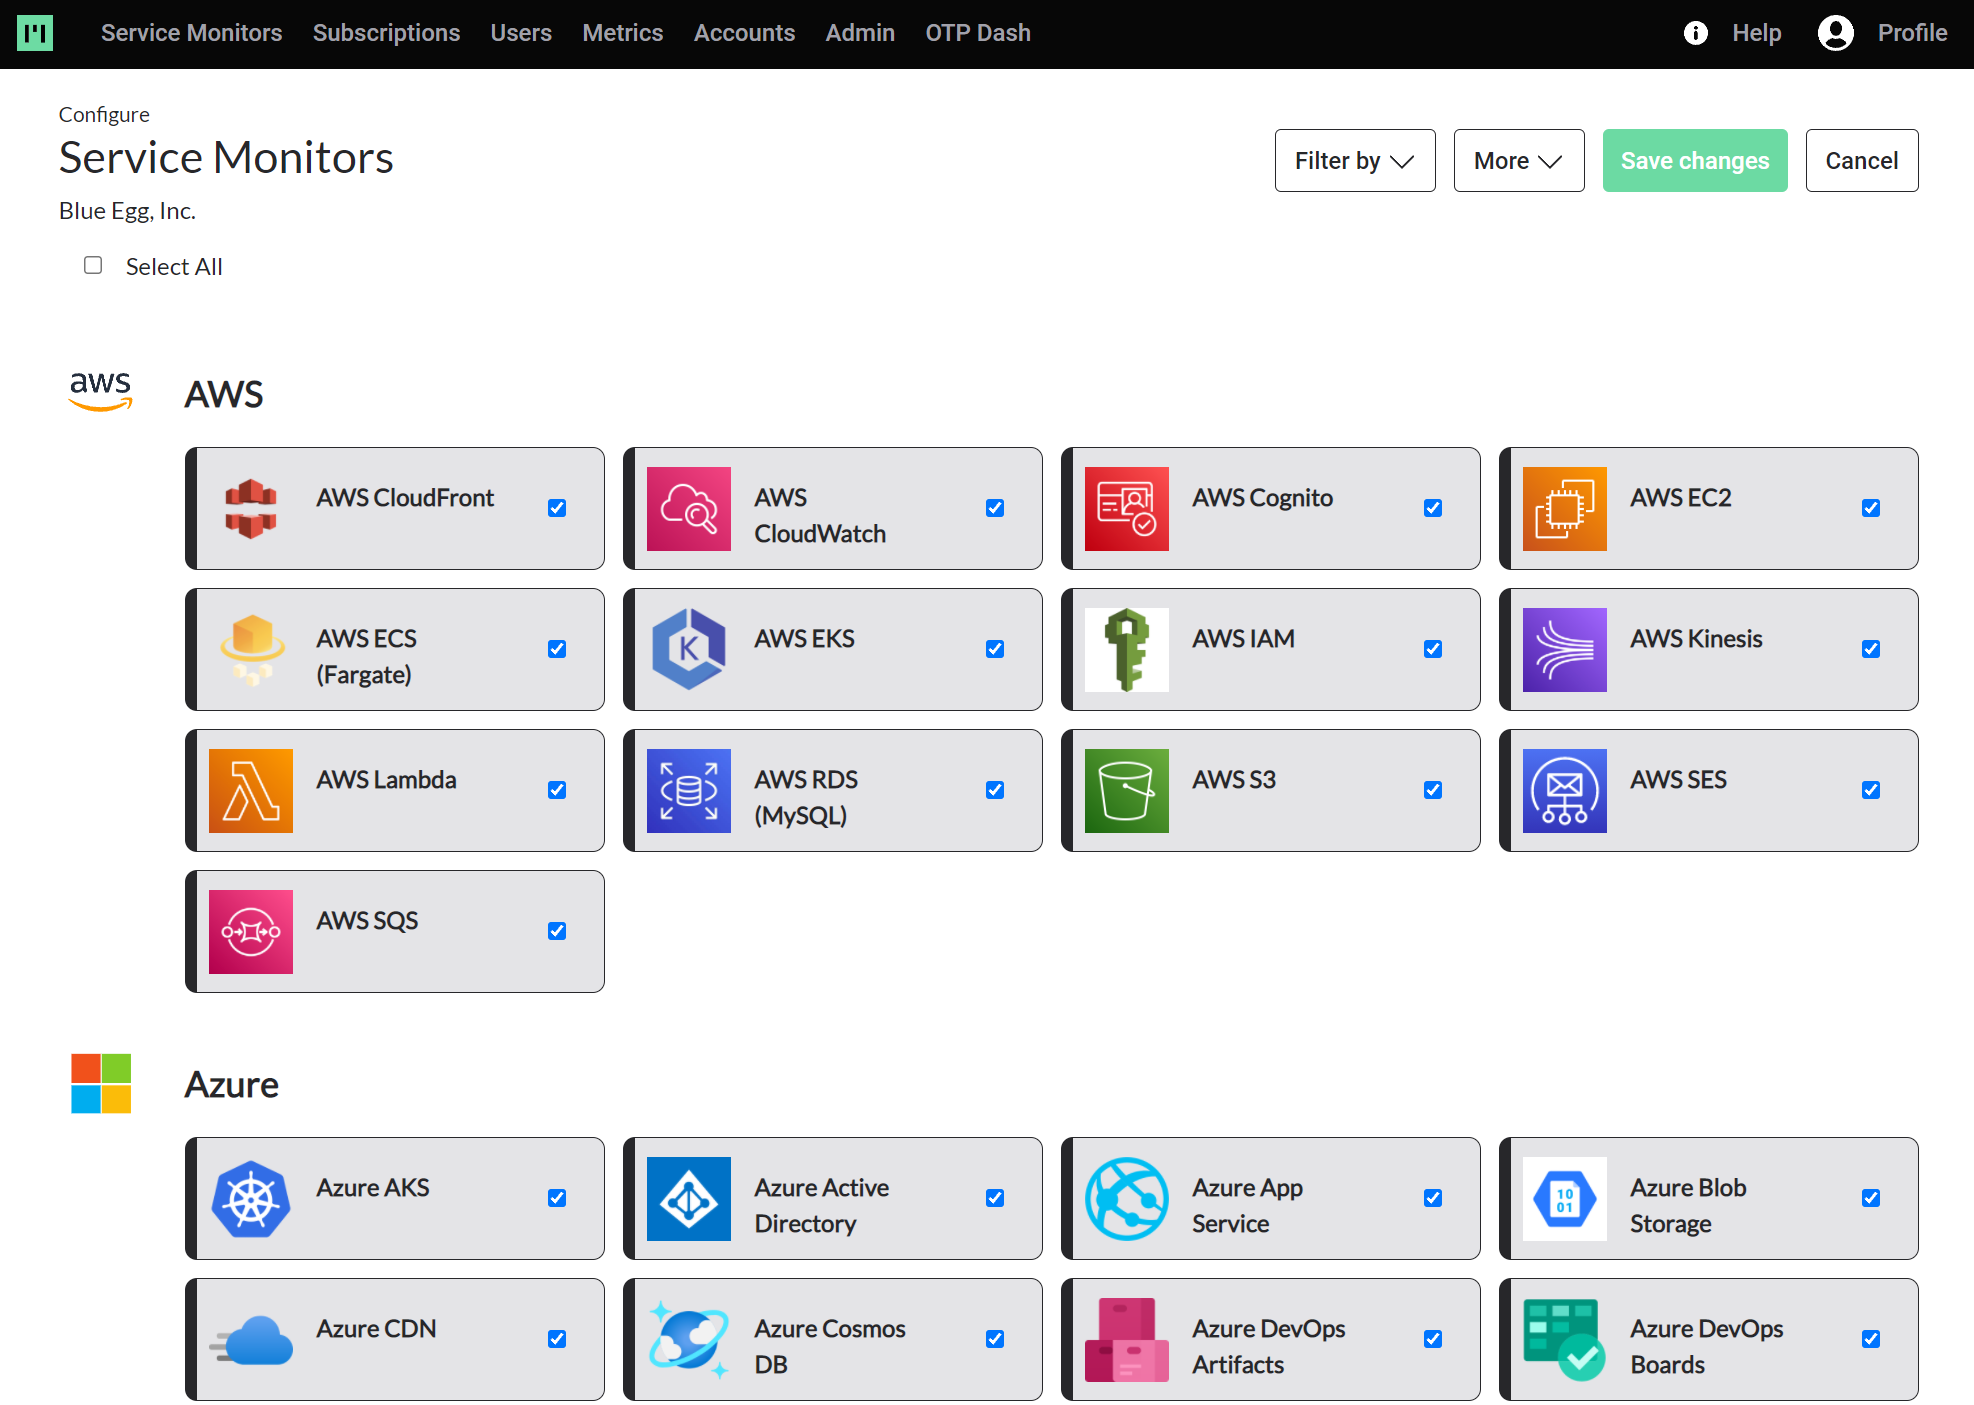 Service Monitors Subscriptions Users Metrics Accounts Admin OTP Dash Help Profile
Configure
Service Monitors
Blue Egg, Inc.
Filter by More Save changes Cancel
Select All
aws AWS
AWS CloudFront
AWS
CloudWatch
AWS Cognito
AWS EC2
AWS ECS
(Fargate)
K
AWS EKS
AWS IAM
AWS Kinesis
AWS Lambda
AWS RDS
(MySQL)
AWS S3
AWS SES
AWS SQS
Azure
Azure AKS
Azure Active
Directory
Azure App
Service
10
01
Azure Blob
Storage
Azure CDN
Azure Cosmos
DB
Azure DevOps
Artifacts
Azure DevOps
Boards